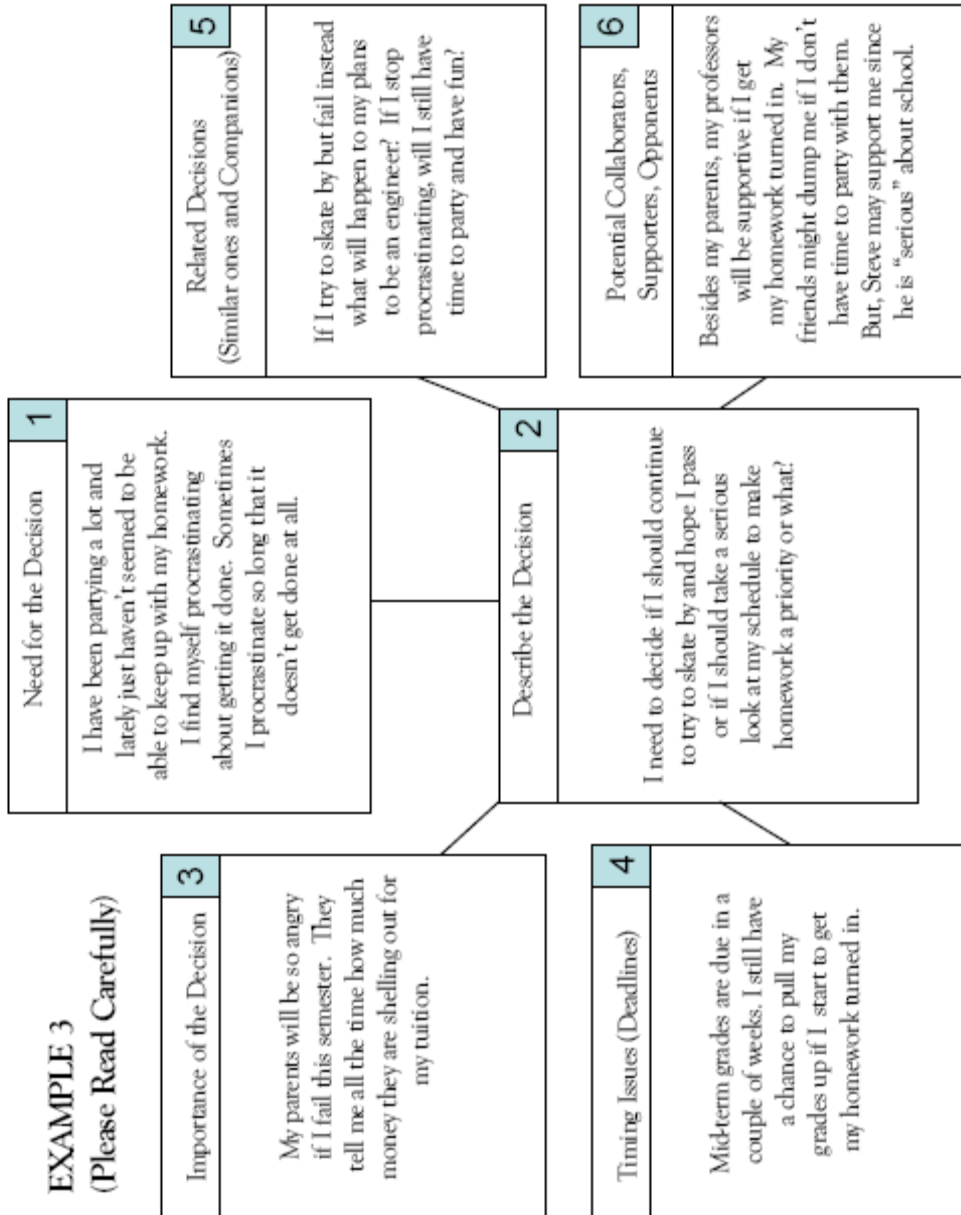 EXAMPLE 3
(Please Read Carefully)
Need for the Decision
1
I have been partying a lot and
lately just haven't seemed to be
able to keep up with my homework.
I find myself procrastinating
about getting it done. Sometimes
I procrastinate so long that it
doesn't get done at all.
Describe the Decision
2
I need to decide if I should continue
to try to skate by and hope I pass
or if I should take a serious
look at my schedule to make
homework a priority or what?
Importance of the Decision
3
My parents will be so angry
if I fail this semester. They
tell me all the time how much
money they are shelling out for
my tuition.
Timing Issues (Deadlines)
4
Mid-term grades are due in a
couple of weeks. I still have
a chance to pull my
grades up if I start to get
my homework turned in.
Related Decisions
(Similar ones and Companions)
5
If I try to skate by but fail instead
what will happen to my plans
to be an engineer? If I stop
procrastinating, will I still have
time to party and have fun?
Potential Collaborators,
Supporters, Opponents
6
Besides my parents, my professors
will be supportive if I get
my homework turned in. My
friends might dump me if I don't
have time to party with them.
But, Steve may support me since
he is "serious" about school.